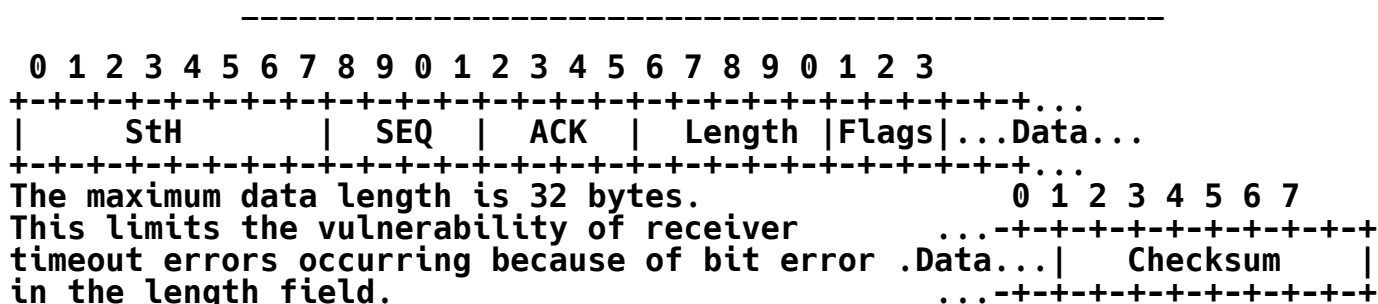 ------------------------------------------------
0 1 2 3 4 5 6 7 8 9 0 1 2 3 4 5 6 7 8 9 0 1 2 3
+-+-+-+-+-+-+-+-+-+-+-+-+-+-+-+-+-+-+-+-+-+-+-+-+-+-+...
|     StH       |  SEQ  |  ACK  |  Length |Flags|...Data...
+-+-+-+-+-+-+-+-+-+-+-+-+-+-+-+-+-+-+-+-+-+-+-+-+-+-+...
The maximum data length is 32 bytes.                0 1 2 3 4 5 6 7
This limits the vulnerability of receiver       ...-+-+-+-+-+-+-+-+-+-+
timeout errors occurring because of bit error .Data...|   Checksum    |
in the length field.                            ...-+-+-+-+-+-+-+-+-+-+